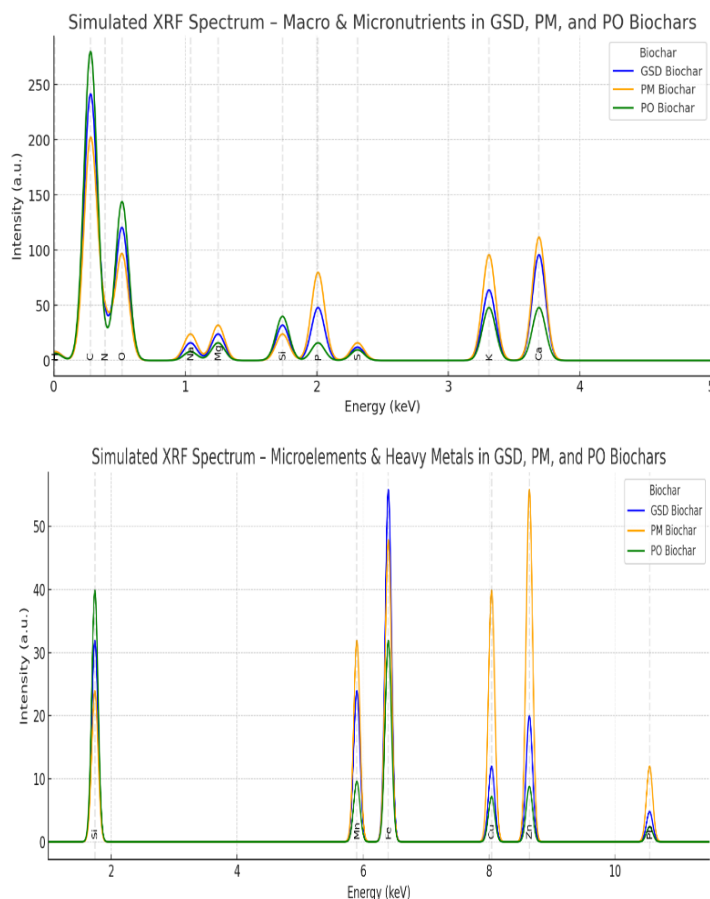 Simulated XRF Spectrum – Macro & Micronutrients in GSD, PM, and PO Biochars
Biochar
GSD Biochar
PM Biochar
PO Biochar
Intensity (a.u.)
250
200
150
100
50
0
C N O Na Mg Si P S K Ca
0 1 2 3 4 5
Energy (keV)
Simulated XRF Spectrum – Microelements & Heavy Metals in GSD, PM, and PO Biochars
Biochar
GSD Biochar
PM Biochar
PO Biochar
Intensity (a.u.)
50
40
30
20
10
0
Si Mn Fe Cu Zn Pb
2 4 6 8 10
Energy (keV)